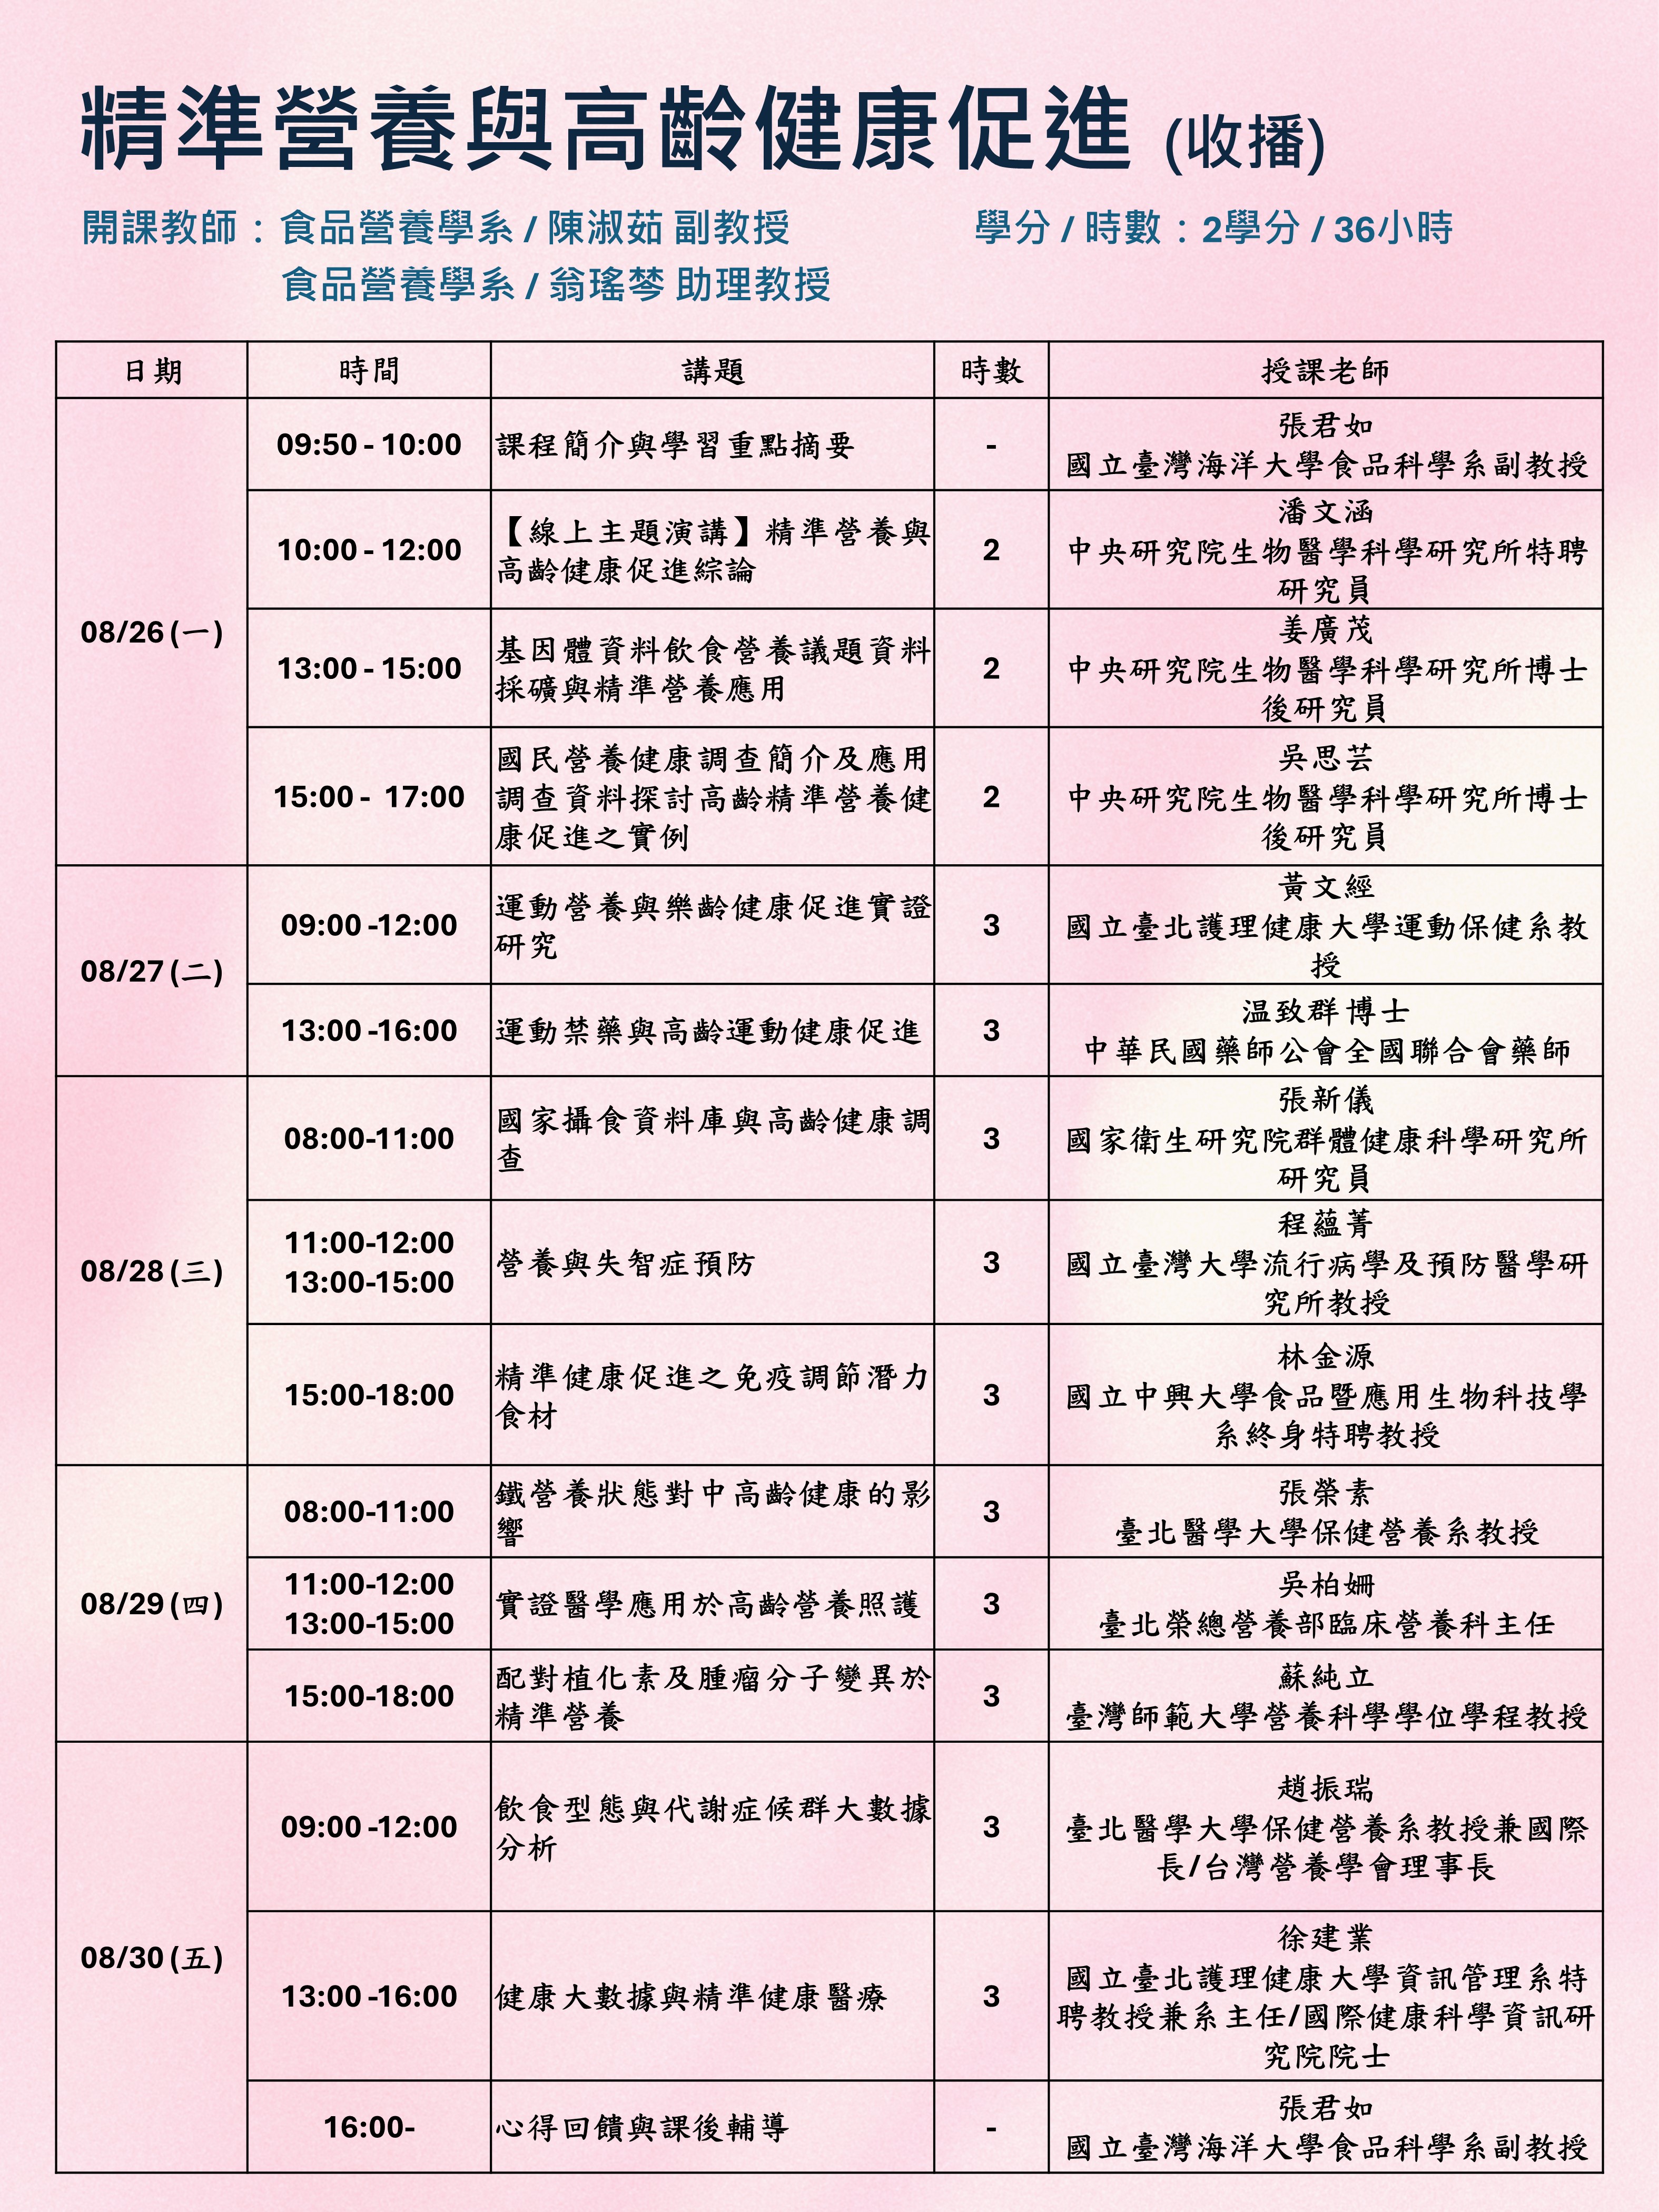 精準營養與高齡健康促進 (收播)
開課教師：食品營養學系 / 陳淑茹 副教授
學分 / 時數：2學分 / 36小時
食品營養學系 / 翁瑤棽 助理教授
日期 時間 講題 時數 授課老師
08/26 (一)
09:50 - 10:00
課程簡介與學習重點摘要
-
張君如
國立臺灣海洋大學食品科學系副教授
10:00 - 12:00
【線上主題演講】精準營養與
高齡健康促進綜論
2
潘文涵
中央研究院生物醫學科學研究所特聘
研究員
13:00 - 15:00
基因體資料飲食營養議題資料
採礦與精準營養應用
2
姜廣茂
中央研究院生物醫學科學研究所博士
後研究員
15:00 - 17:00
國民營養健康調查簡介及應用
調查資料探討高齡精準營養健
康促進之實例
2
吳思芸
中央研究院生物醫學科學研究所博士
後研究員
08/27 (二)
09:00 -12:00
運動營養與樂齡健康促進實證
研究
3
黃文經
國立臺北護理健康大學運動保健系教
授
13:00 -16:00
運動禁藥與高齡運動健康促進
3
温致群博士
中華民國藥師公會全國聯合會藥師
08/28 (三)
08:00-11:00
國家攝食資料庫與高齡健康調
查
3
張新儀
國家衛生研究院群體健康科學研究所
研究員
11:00-12:00
13:00-15:00
營養與失智症預防
3
程蘊菁
國立臺灣大學流行病學及預防醫學研
究所教授
15:00-18:00
精準健康促進之免疫調節潛力
食材
3
林金源
國立中興大學食品暨應用生物科技學
系終身特聘教授
08/29 (四)
08:00-11:00
鐵營養狀態對中高齡健康的影
響
3
張榮素
臺北醫學大學保健營養系教授
11:00-12:00
13:00-15:00
實證醫學應用於高齡營養照護
3
吳柏姍
臺北榮總營養部臨床營養科主任
15:00-18:00
配對植化素及腫瘤分子變異於
精準營養
3
蘇純立
臺灣師範大學營養科學學位學程教授
08/30 (五)
09:00 -12:00
飲食型態與代謝症候群大數據
分析
3
趙振瑞
臺北醫學大學保健營養系教授兼國際
長/台灣營養學會理事長
13:00 -16:00
健康大數據與精準健康醫療
3
徐建業
國立臺北護理健康大學資訊管理系特
聘教授兼系主任/國際健康科學資訊研
究院院士
16:00-
心得回饋與課後輔導
-
張君如
國立臺灣海洋大學食品科學系副教授